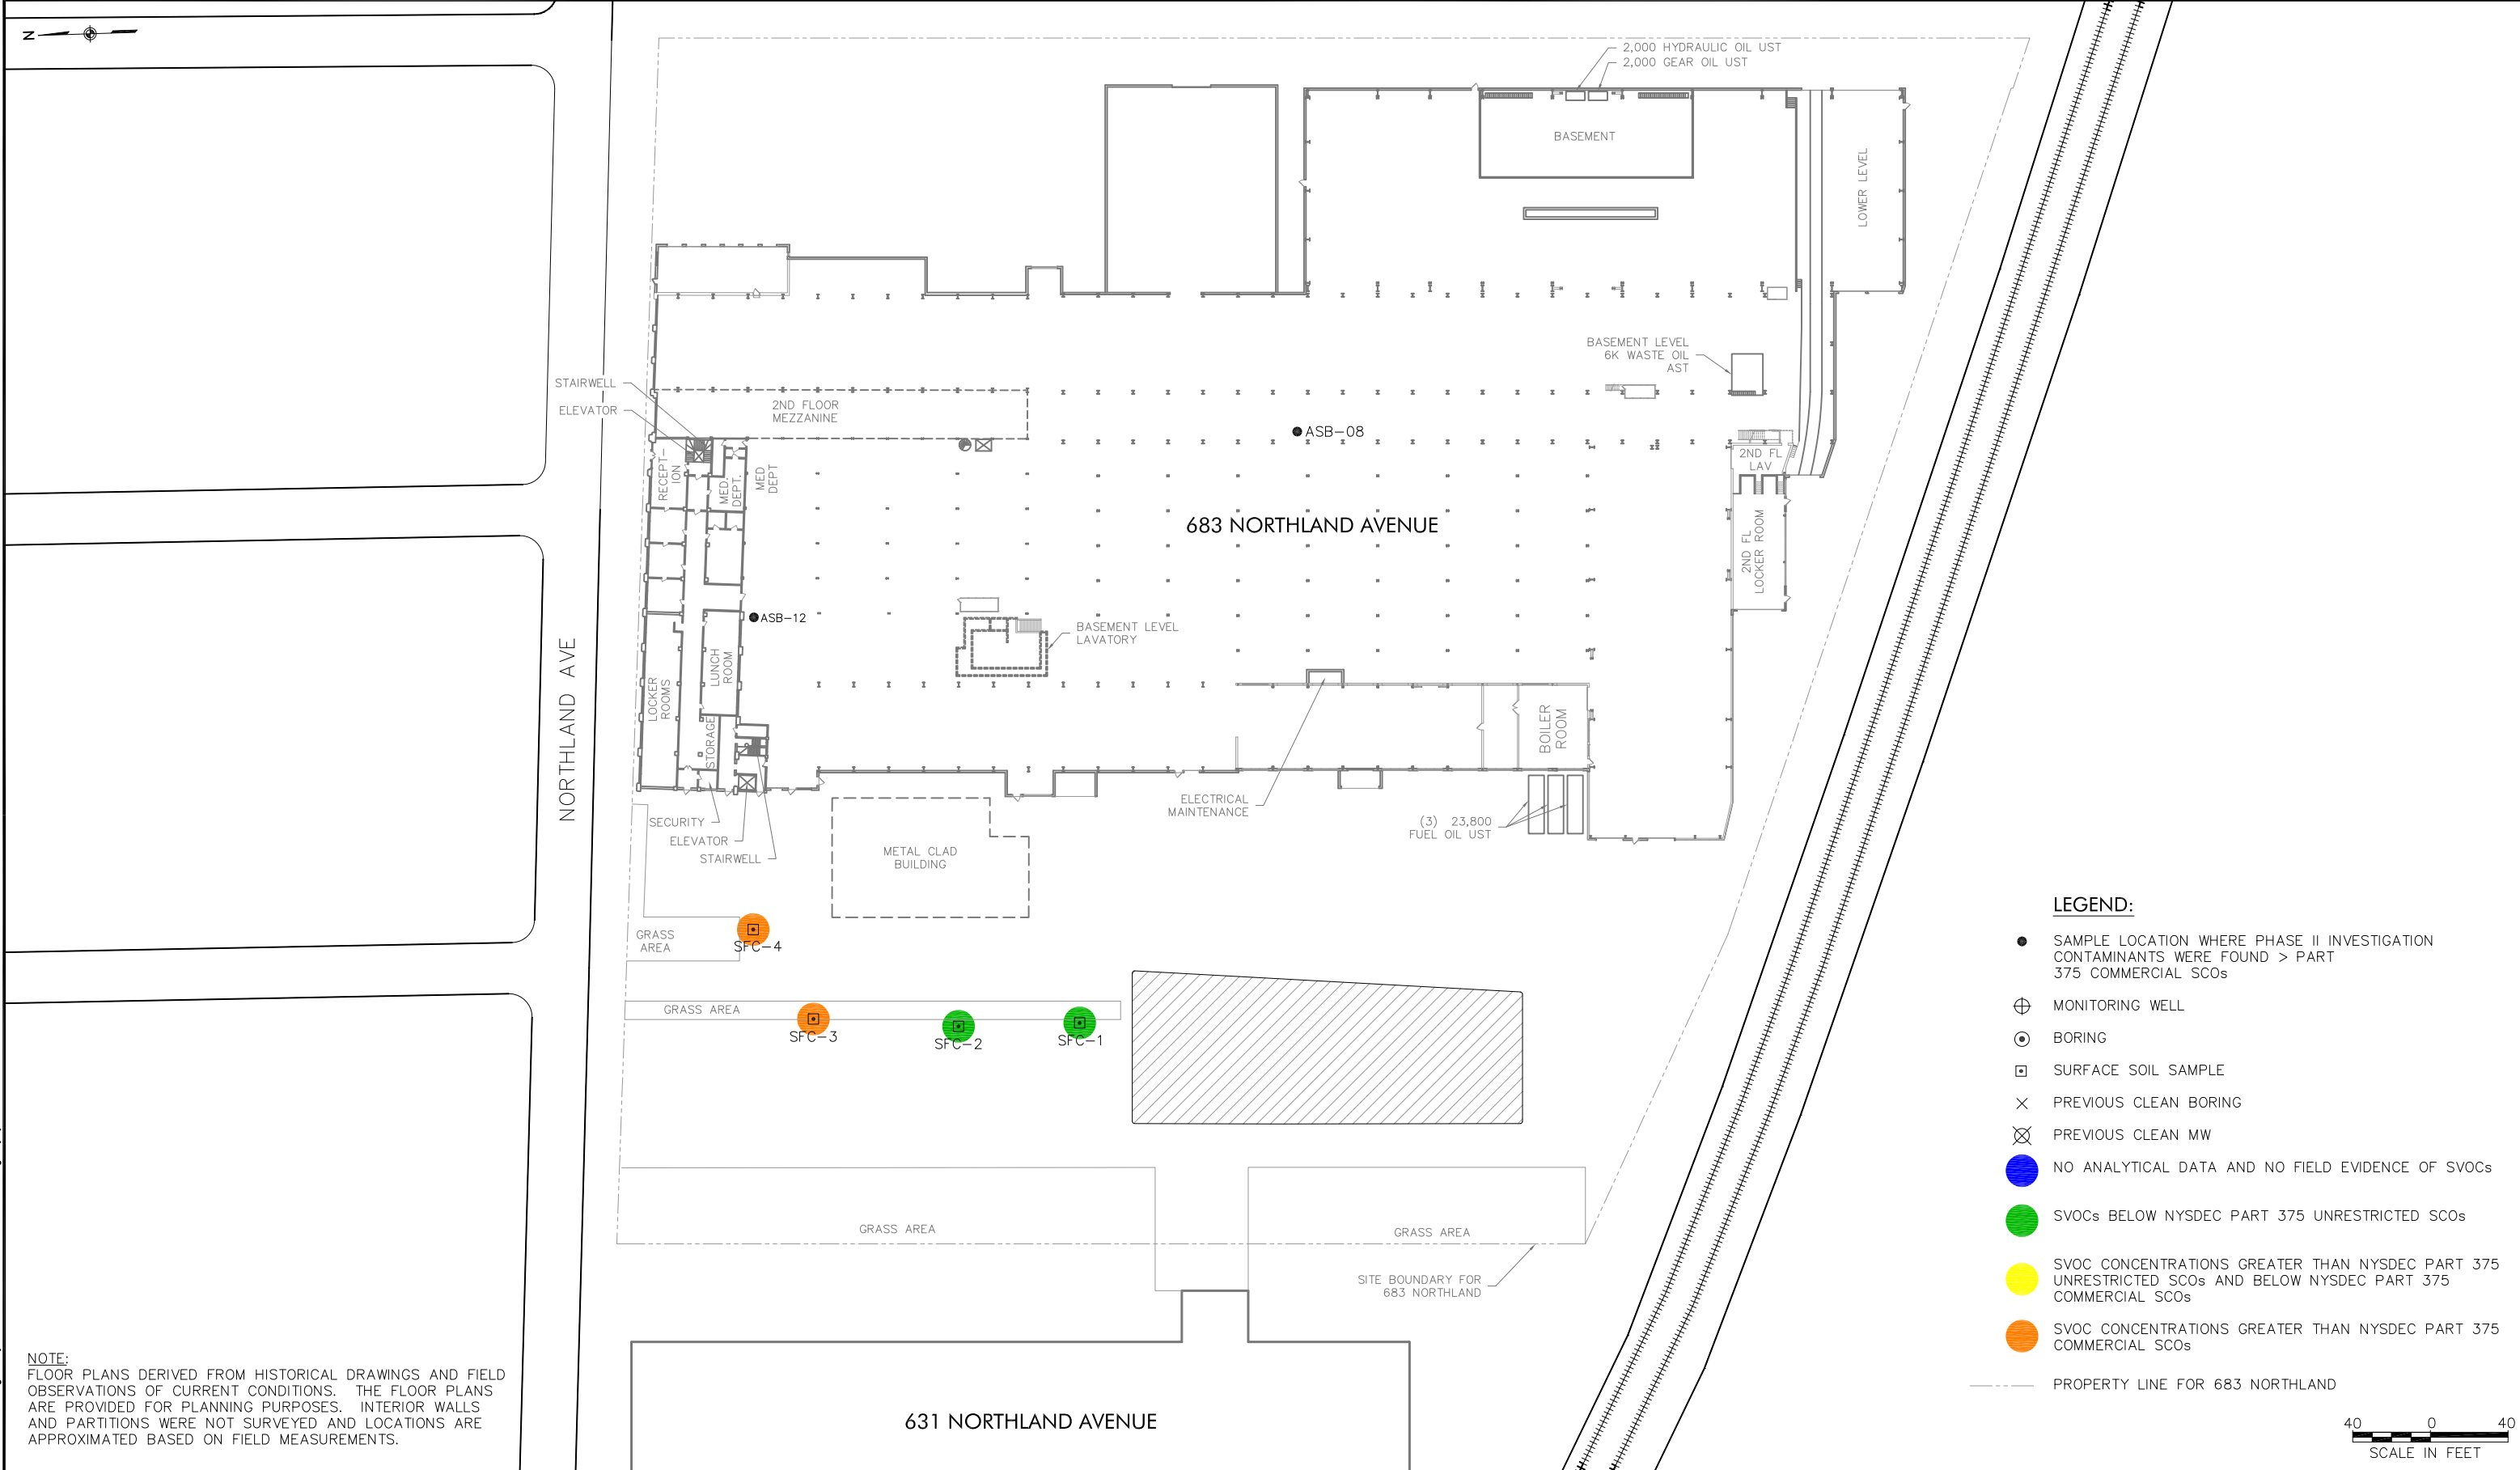 N
2,000 HYDRAULIC OIL UST
2,000 GEAR OIL UST
BASEMENT
LOWER LEVEL
BASEMENT LEVEL
6K WASTE OIL
AST
STAIRWELL
ELEVATOR
2ND FLOOR
MEZZANINE
ASB-08
RECEPT-
ION
MED.
DEPT.
MED
DEPT
2ND FL
LAV
683 NORTHLAND AVENUE
2ND FL
LOCKER ROOM
ASB-12
BASEMENT LEVEL
LAVATORY
NORTHLAND AVE
LOCKER
ROOMS
LUNCH
ROOM
STORAGE
BOILER
ROOM
ELECTRICAL
MAINTENANCE
(3) 23,800
FUEL OIL UST
SECURITY
ELEVATOR
STAIRWELL
METAL CLAD
BUILDING
GRASS
AREA
SFC-4
GRASS AREA
SFC-3
SFC-2
SFC-1
GRASS AREA
GRASS AREA
SITE BOUNDARY FOR
683 NORTHLAND
631 NORTHLAND AVENUE
NOTE:
FLOOR PLANS DERIVED FROM HISTORICAL DRAWINGS AND FIELD
OBSERVATIONS OF CURRENT CONDITIONS. THE FLOOR PLANS
ARE PROVIDED FOR PLANNING PURPOSES. INTERIOR WALLS
AND PARTITIONS WERE NOT SURVEYED AND LOCATIONS ARE
APPROXIMATED BASED ON FIELD MEASUREMENTS.
LEGEND:
SAMPLE LOCATION WHERE PHASE II INVESTIGATION
CONTAMINANTS WERE FOUND > PART
375 COMMERCIAL SCOs
MONITORING WELL
BORING
SURFACE SOIL SAMPLE
PREVIOUS CLEAN BORING
PREVIOUS CLEAN MW
NO ANALYTICAL DATA AND NO FIELD EVIDENCE OF SVOCs
SVOCs BELOW NYSDEC PART 375 UNRESTRICTED SCOs
SVOC CONCENTRATIONS GREATER THAN NYSDEC PART 375
UNRESTRICTED SCOs AND BELOW NYSDEC PART 375
COMMERCIAL SCOs
SVOC CONCENTRATIONS GREATER THAN NYSDEC PART 375
COMMERCIAL SCOs
PROPERTY LINE FOR 683 NORTHLAND
40 0 40
SCALE IN FEET